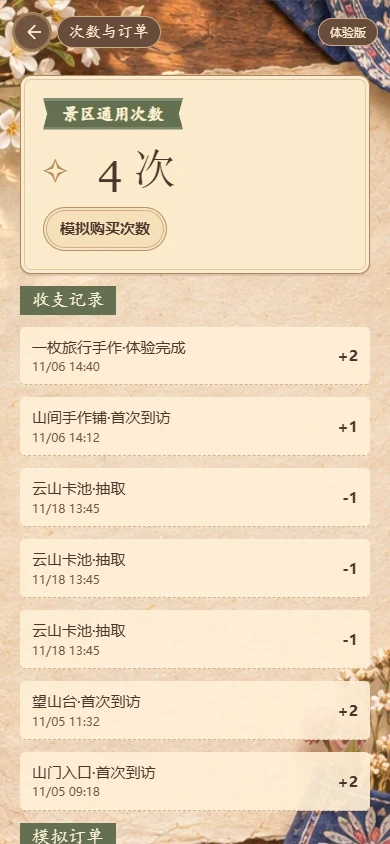 次数与订单
体验版
景区通用次数
4 次
模拟购买次数
收支记录
一枚旅行手作·体验完成
+2
11/06 14:40
山间手作铺·首次到访
+1
11/06 14:12
云山卡池·抽取
-1
11/18 13:45
云山卡池·抽取
-1
11/18 13:45
云山卡池·抽取
-1
11/18 13:45
望山台·首次到访
+2
11/05 11:32
山门入口·首次到访
+2
11/05 09:18
模拟订单